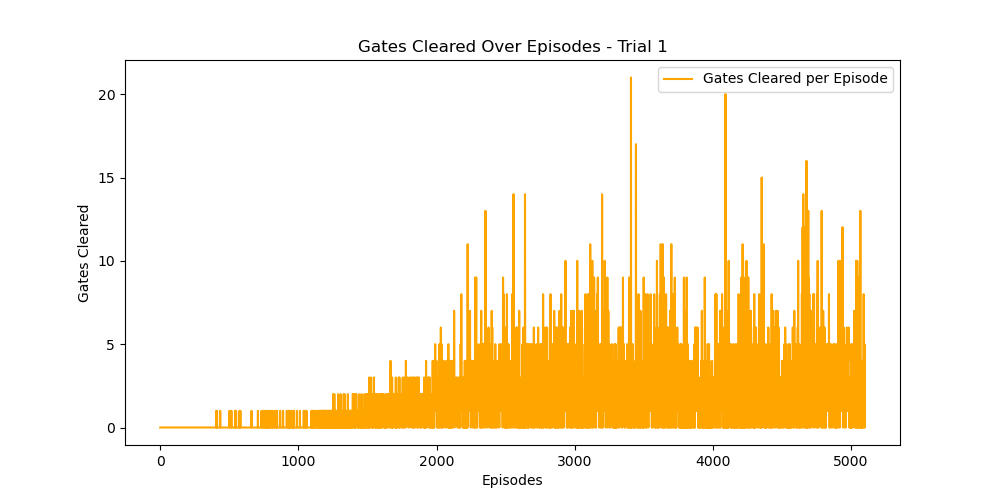 Gates Cleared Over Episodes - Trial 1
Gates Cleared per Episode
Gates Cleared
20
15
10
5
0
0 1000 2000 3000 4000 5000
Episodes